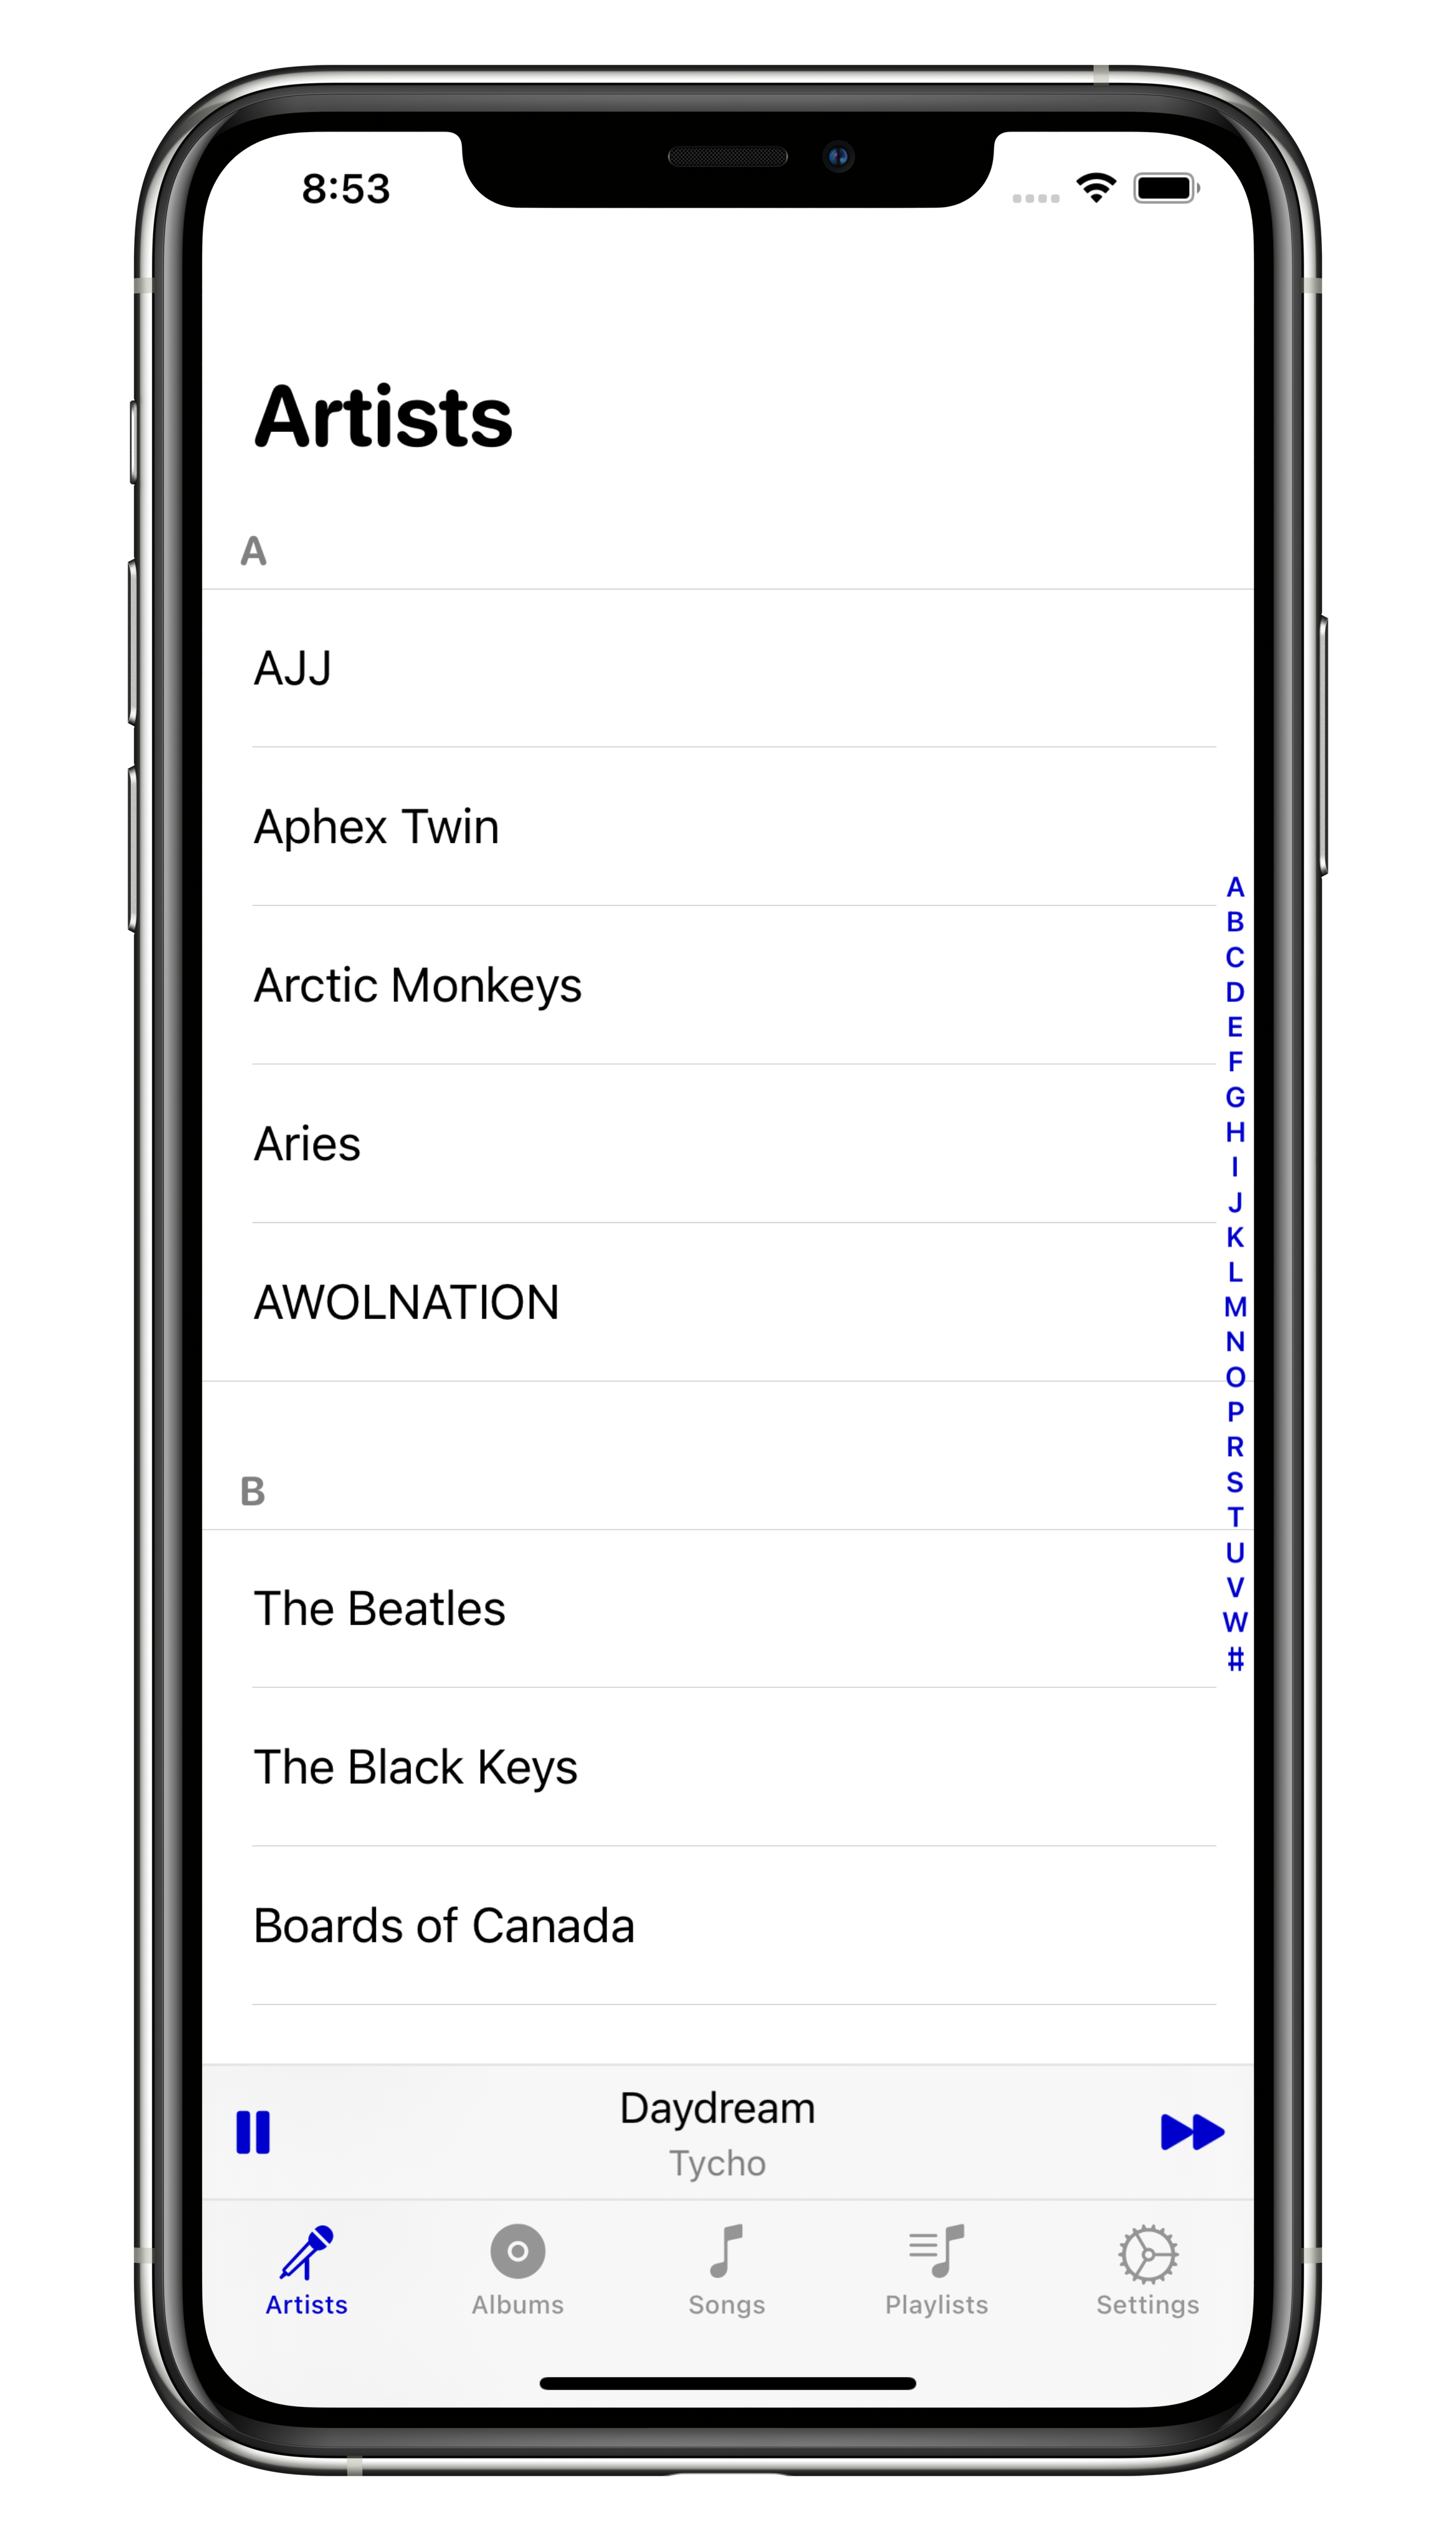 8:53
Artists
A
AJJ
Aphex Twin
Arctic Monkeys
Aries
AWOLNATION
B
The Beatles
The Black Keys
Boards of Canada
A
B
C
D
E
F
G
H
I
J
K
L
M
N
O
P
R
S
T
U
V
W
#
Daydream
Tycho
Artists
Albums
Songs
Playlists
Settings